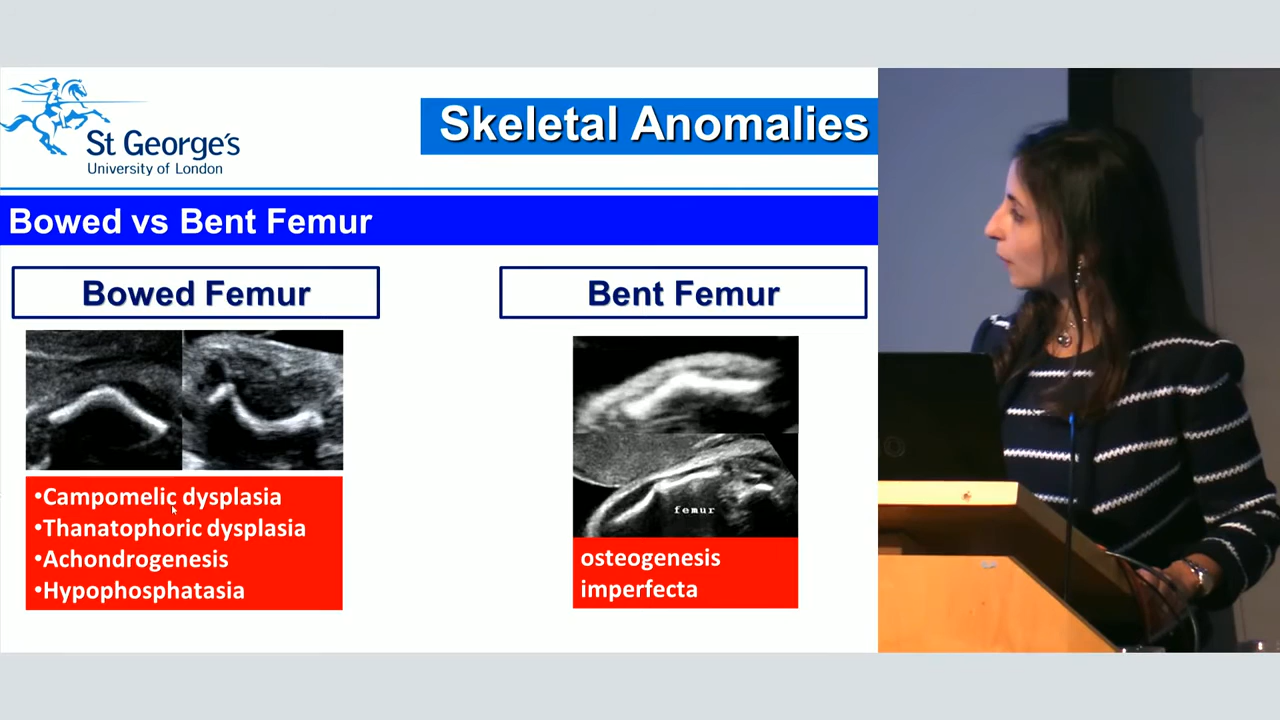 St George's
University of London
Skeletal Anomalies
Bowed vs Bent Femur
Bowed Femur
•Campomelic dysplasia
•Thanatophoric dysplasia
•Achondrogenesis
•Hypophosphatasia
Bent Femur
femur
osteogenesis
imperfecta